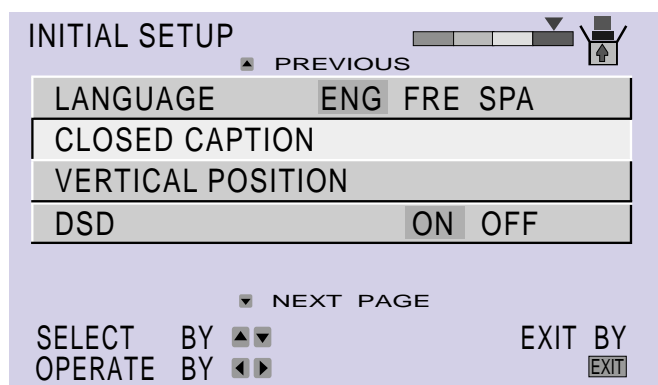 INITIAL SETUP
PREVIOUS
LANGUAGE ENG FRE SPA
CLOSED CAPTION
VERTICAL POSITION
DSD ON OFF
NEXT PAGE
SELECT BY EXIT BY
OPERATE BY EXIT